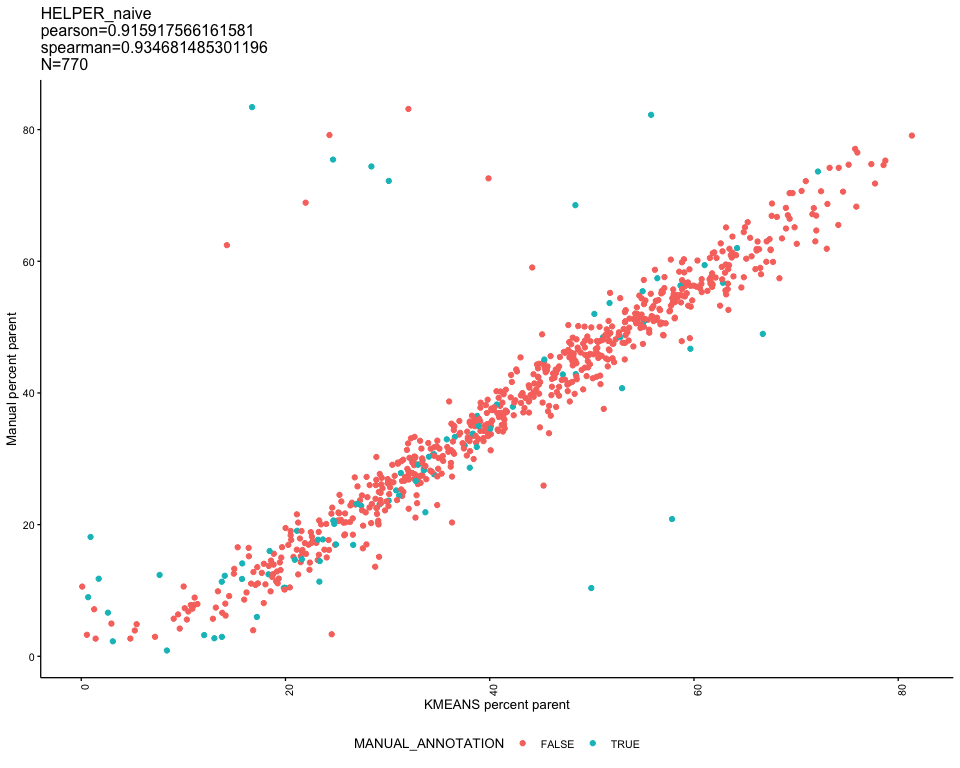 HELPER_naive
pearson=0.915917566161581
spearman=0.934681485301196
N=770
Manual percent parent
80
60
40
20
0
0
20
40
60
80
KMEANS percent parent
MANUAL_ANNOTATION
FALSE
TRUE